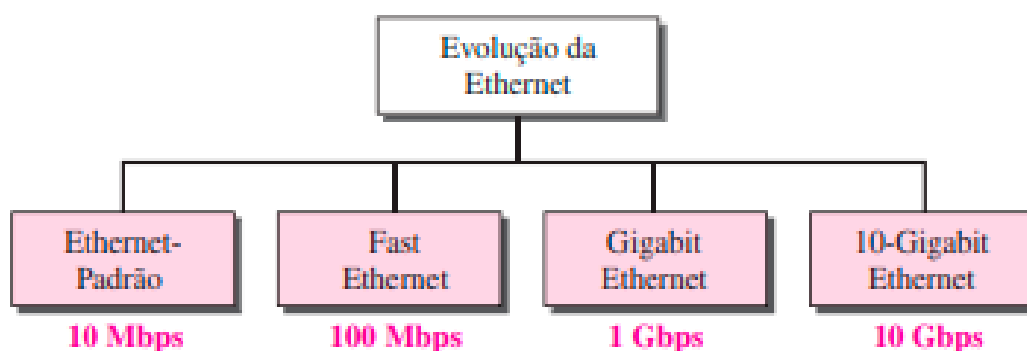 Evolução da
Ethernet
Ethernet-
Padrão
10 Mbps
Fast
Ethernet
100 Mbps
Gigabit
Ethernet
1 Gbps
10-Gigabit
Ethernet
10 Gbps